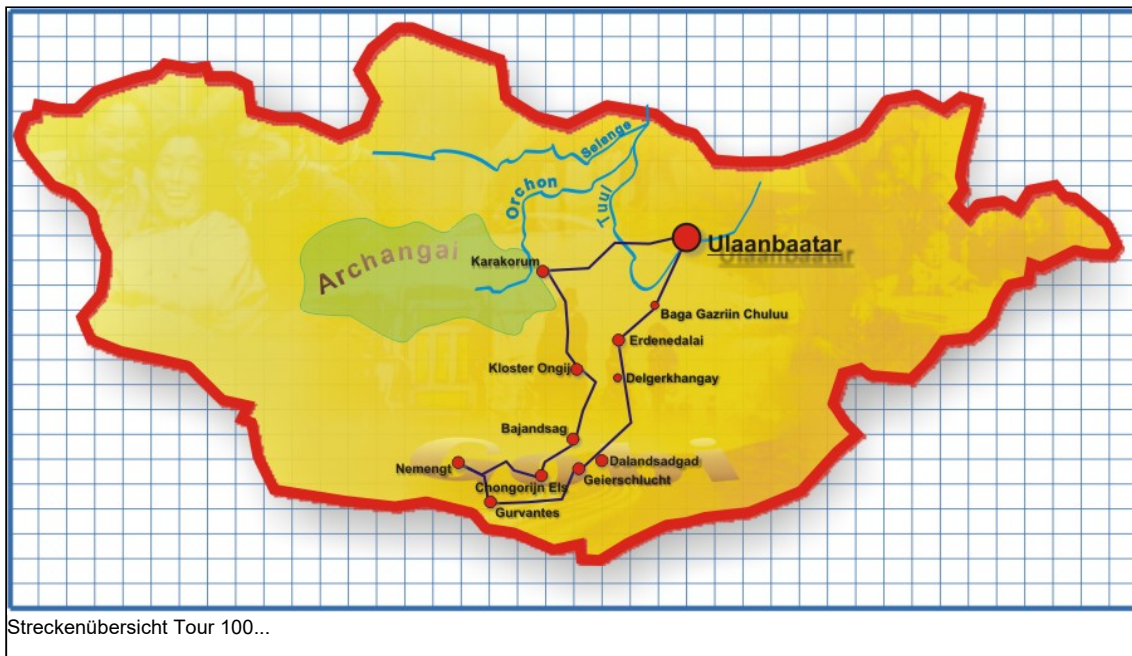 Selenge
Orchon
Tuul
Ulaanbaatar
Archangai
Karakorum
Baga Gazriin Chuluu
Erdenedalai
Kloster Ongij
Delgerkhangay
Bajandsag
Gobi
Nemengt
Dalandsadgad
Chongorijn Els
Geierschlucht
Gurvantes
Streckenübersicht Tour 100...